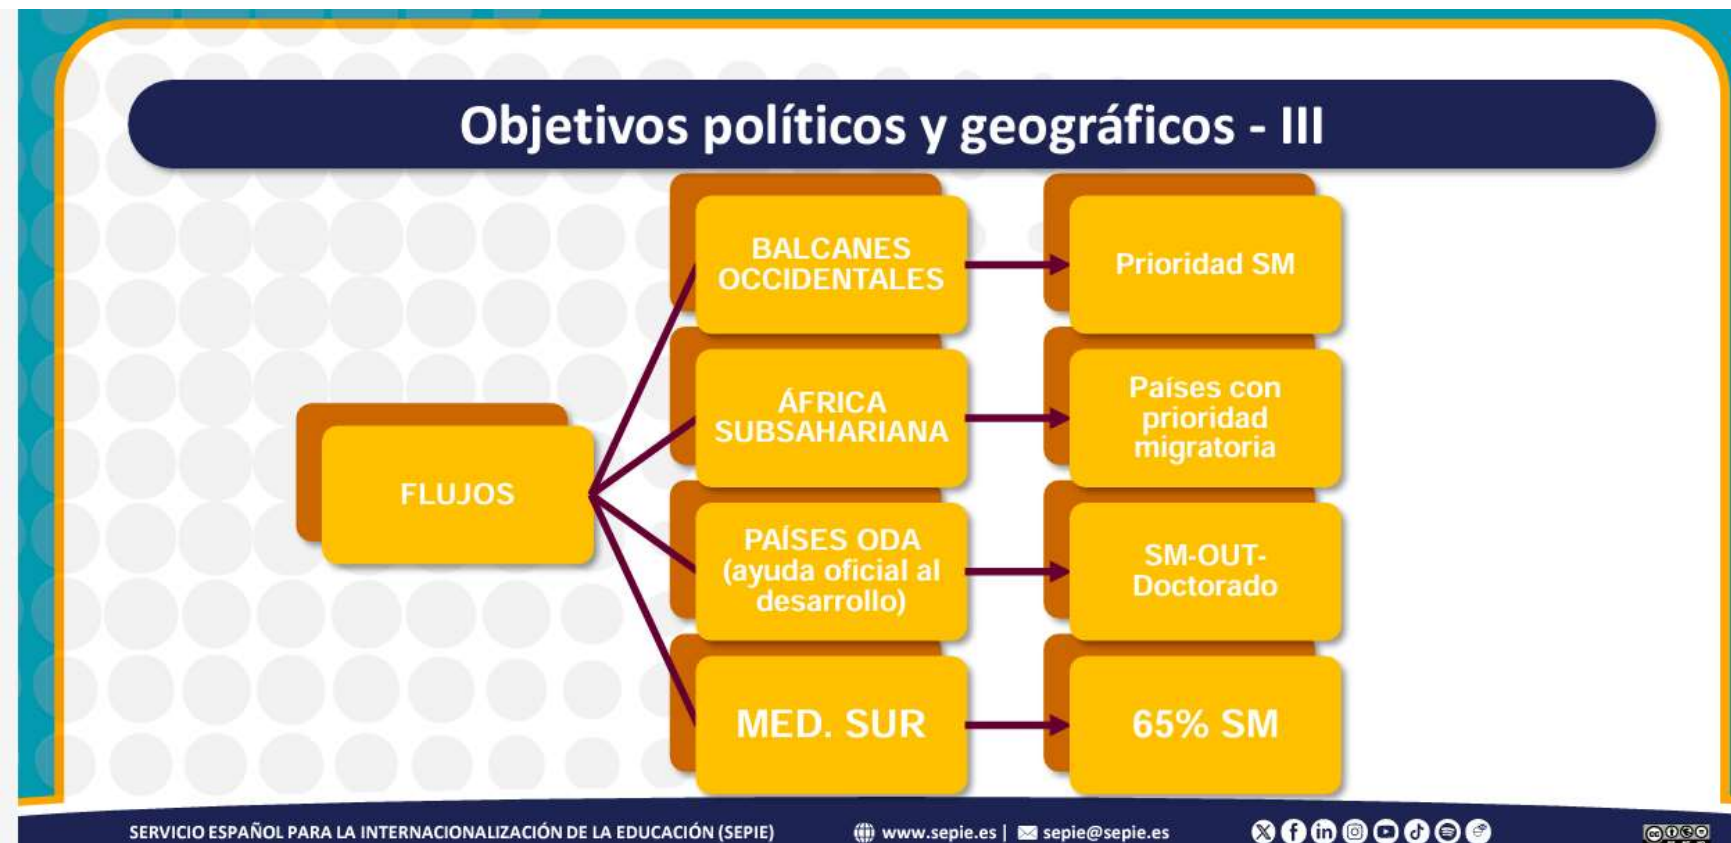 Objetivos políticos y geográficos - III
FLUJOS
BALCANES
OCCIDENTALES
Prioridad SM
ÁFRICA
SUBSAHARIANA
Países con
prioridad
migratoria
PAÍSES ODA
(ayuda oficial al
desarrollo)
SM-OUT-
Doctorado
MED. SUR
65% SM
SERVICIO ESPAÑOL PARA LA INTERNACIONALIZACIÓN DE LA EDUCACIÓN (SEPIE)
www.sepie.es | sepie@sepie.es